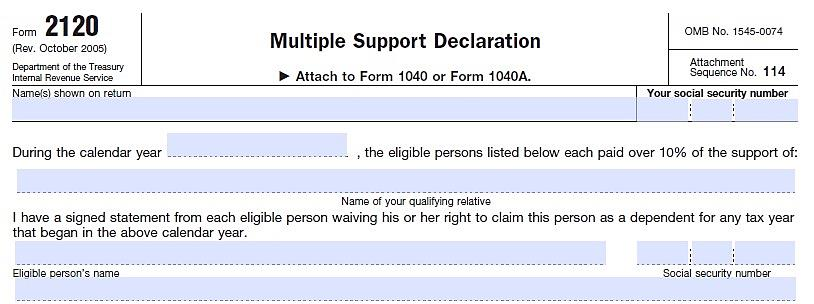 Form 2120
(Rev. October 2005)
Department of the Treasury
Internal Revenue Service
Multiple Support Declaration
► Attach to Form 1040 or Form 1040A.
OMB No. 1545-0074
Attachment
Sequence No. 114
Name(s) shown on return
Your social security number
During the calendar year , the eligible persons listed below each paid over 10% of the support of:
Name of your qualifying relative
I have a signed statement from each eligible person waiving his or her right to claim this person as a dependent for any tax year
that began in the above calendar year.
Eligible person's name
Social security number